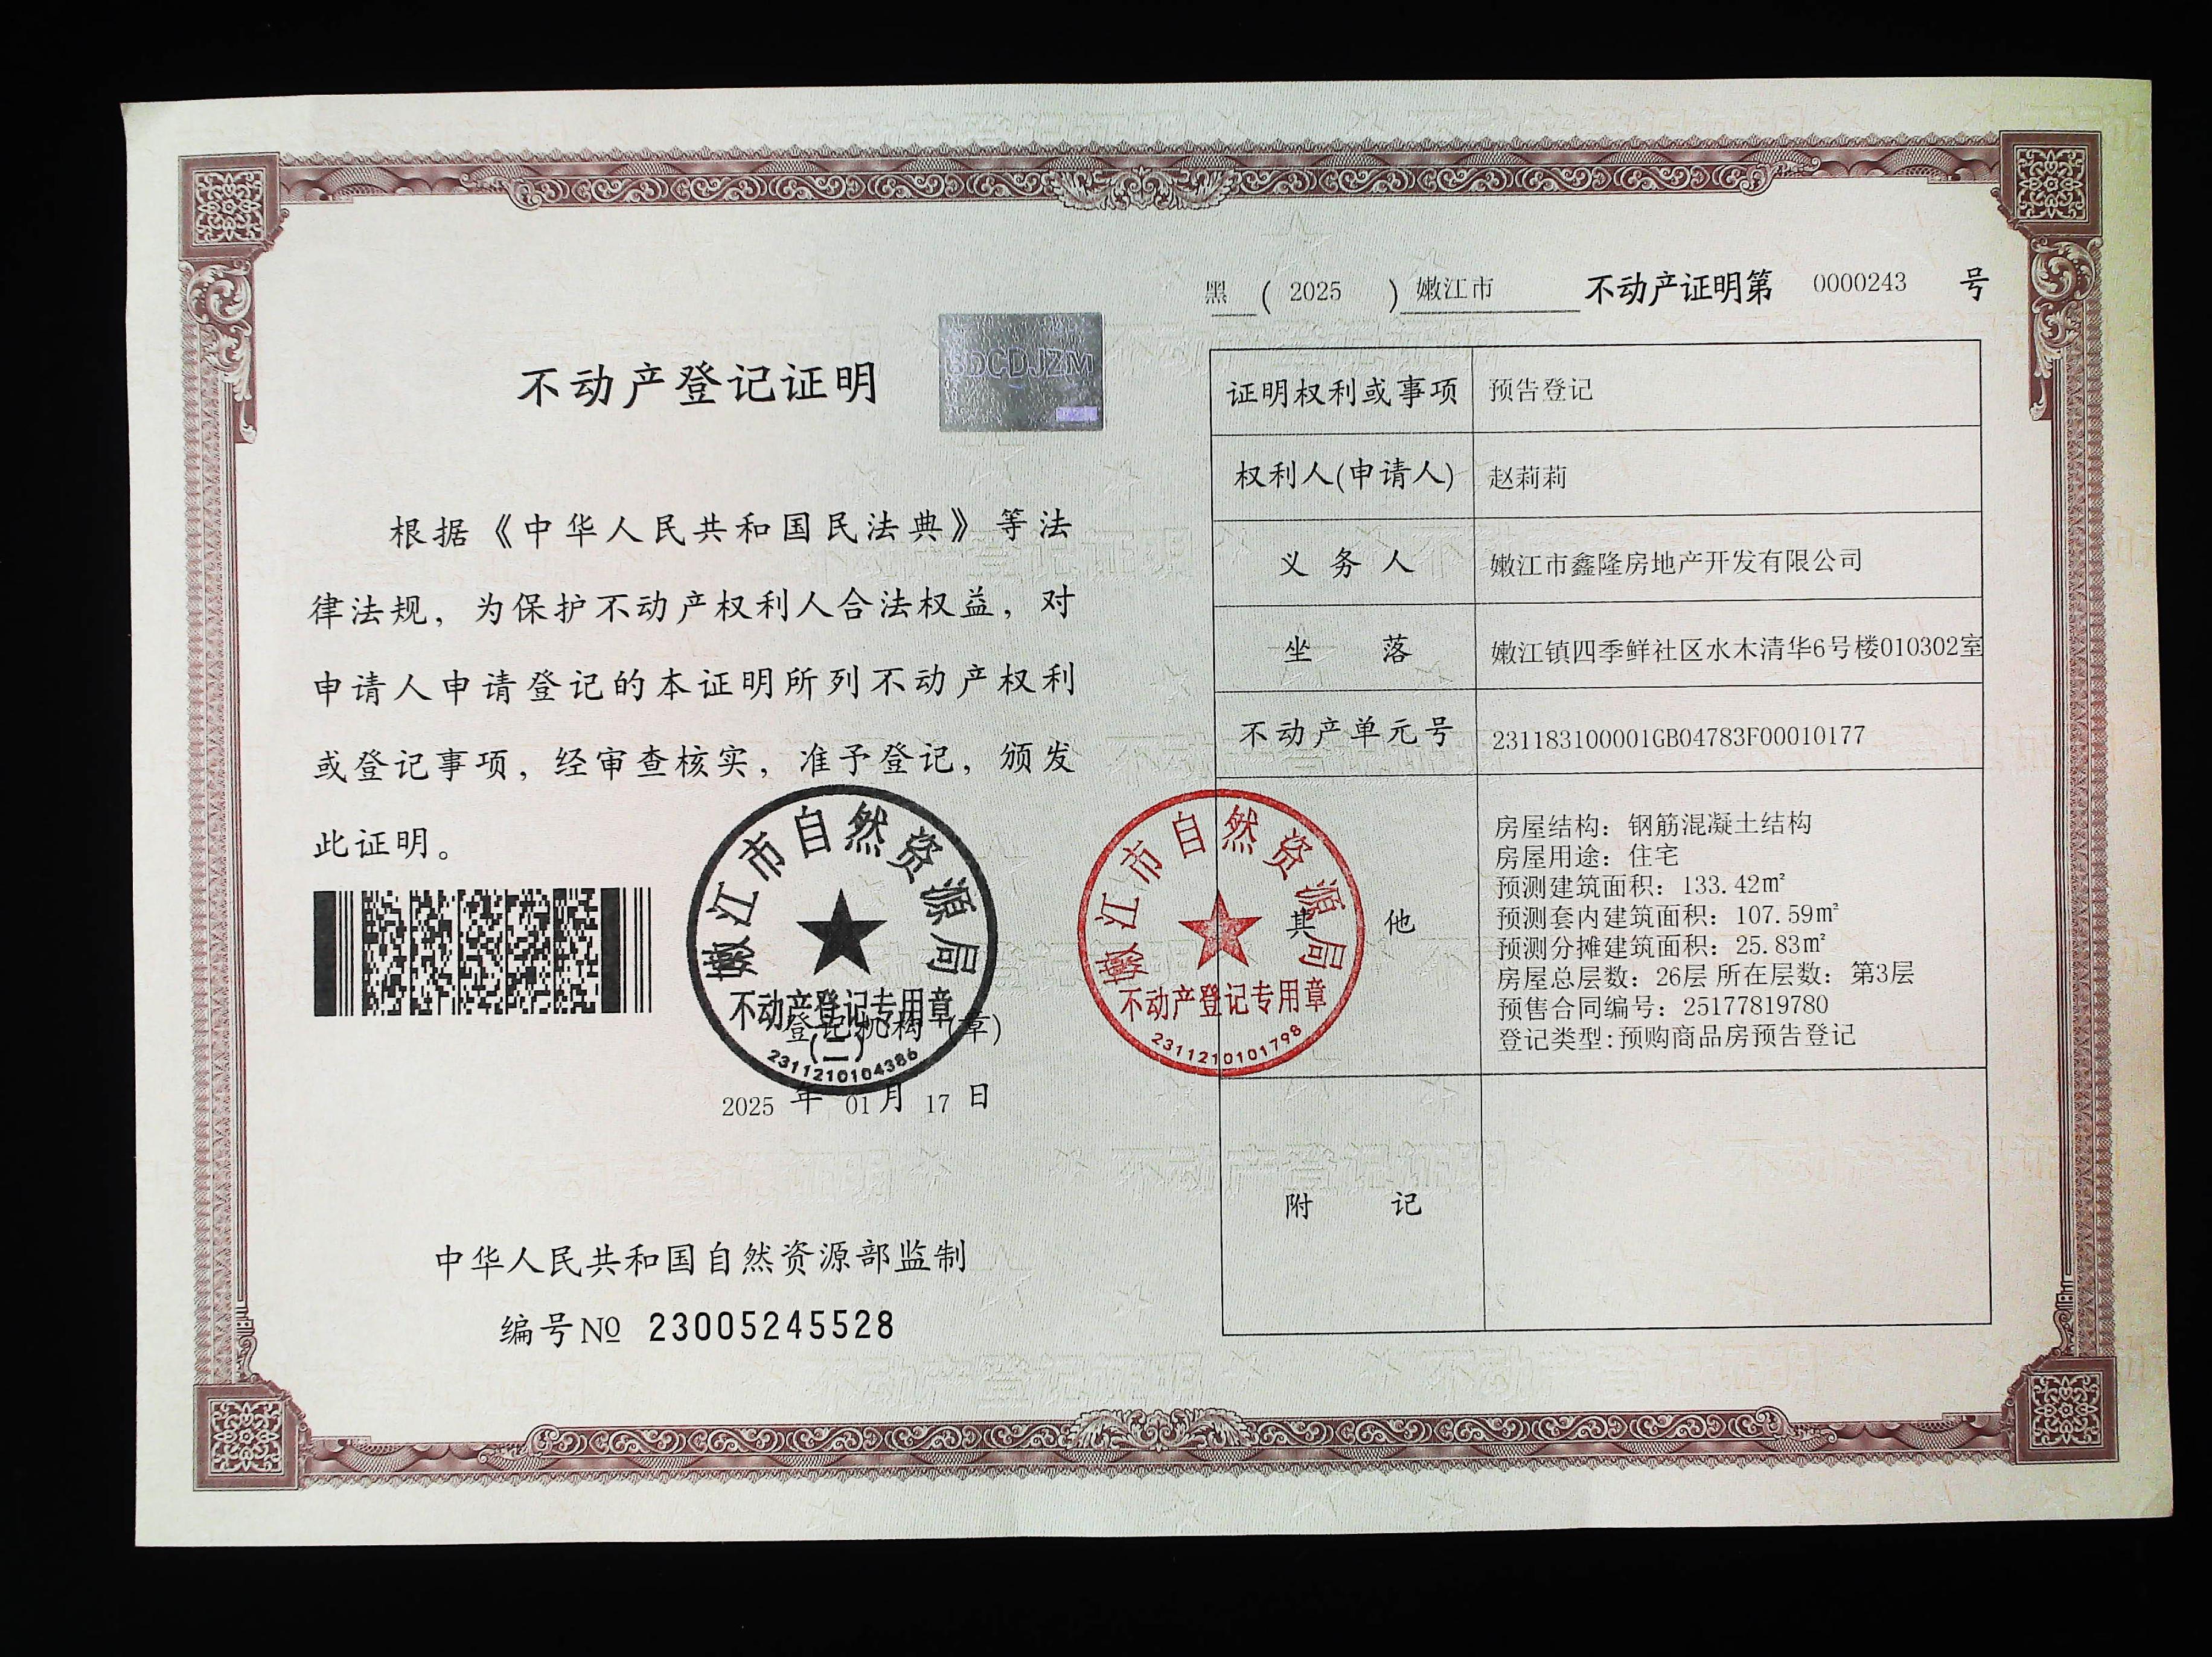 黑 ( 2025 ) 嫩江市 不动产证明第 0000243 号
不动产登记证明
SDCDJZM
根据《中华人民共和国民法典》等法
律法规，为保护不动产权利人合法权益，对
申请人申请登记的本证明所列不动产权利
或登记事项，经审查核实，准予登记，颁发
此证明。
嫩江市自然资源局
不动产登记专用章
(二)
2311210104386
登记机构（章）
2025 年 01 月 17 日
中华人民共和国自然资源部监制
编号№ 23005245528
嫩江市自然资源局
不动产登记专用章
2311210101798
证明权利或事项 预告登记
权利人(申请人) 赵莉莉
义务人 嫩江市鑫隆房地产开发有限公司
坐落 嫩江镇四季鲜社区水木清华6号楼010302室
不动产单元号 231183100001GB04783F00010177
其他
房屋结构：钢筋混凝土结构
房屋用途：住宅
预测建筑面积：133.42㎡
预测套内建筑面积：107.59㎡
预测分摊建筑面积：25.83㎡
房屋总层数：26层 所在层数：第3层
预售合同编号：25177819780
登记类型:预购商品房预告登记
附记